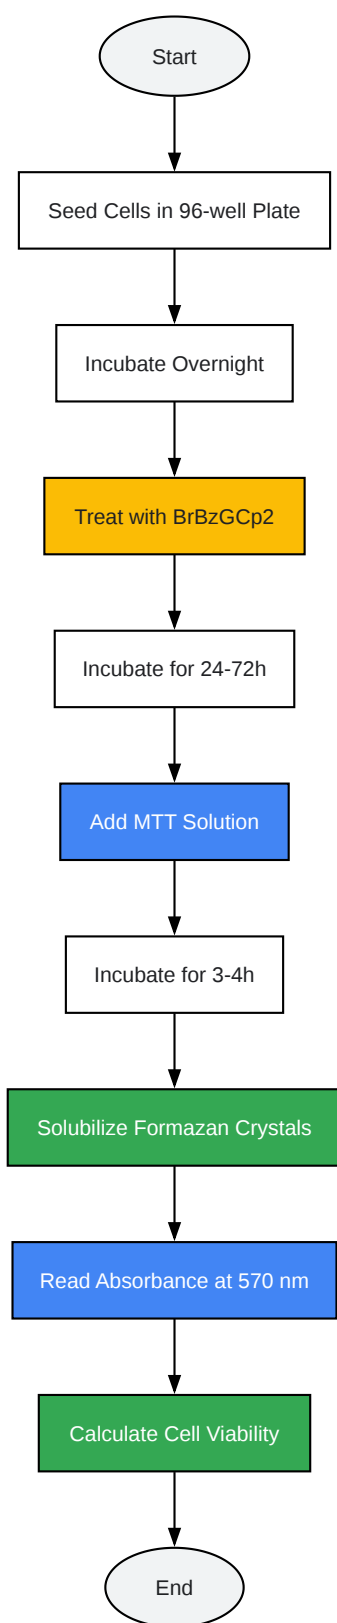 Start
Seed Cells in 96-well Plate
Incubate Overnight
Treat with BrBzGCp2
Incubate for 24-72h
Add MTT Solution
Incubate for 3-4h
Solubilize Formazan Crystals
Read Absorbance at 570 nm
Calculate Cell Viability
End